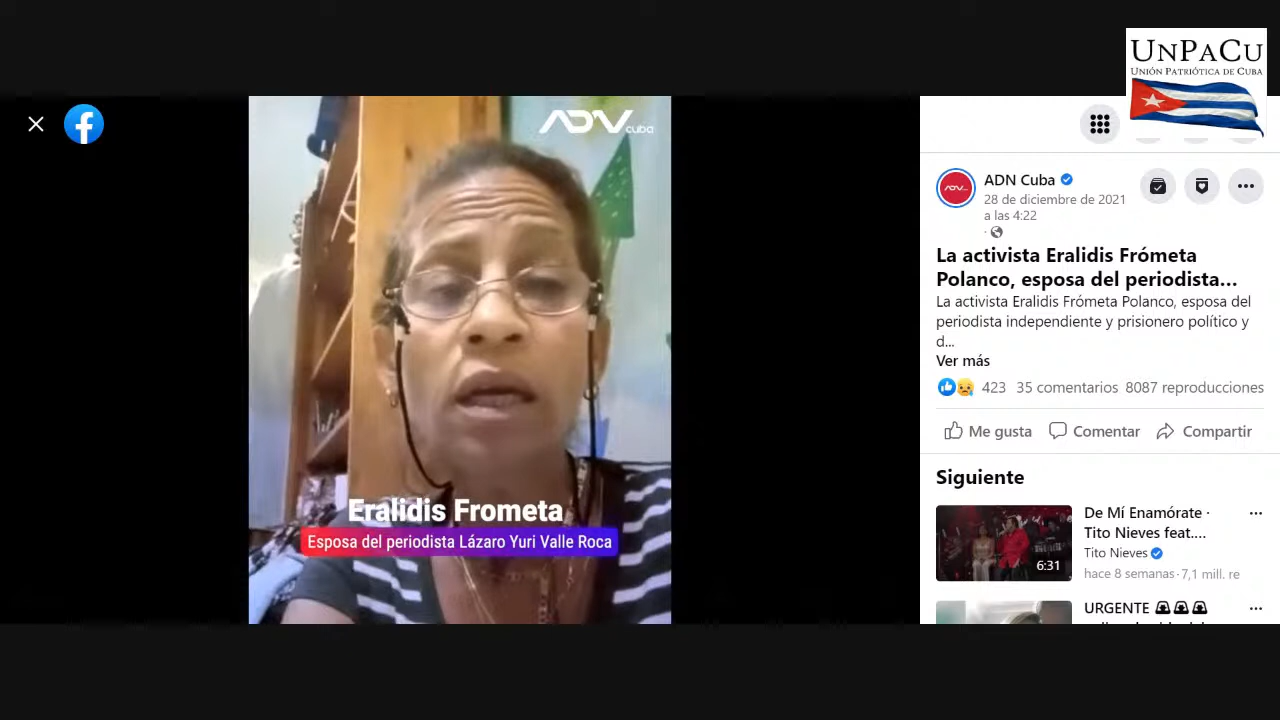 UNPACU
UNIÓN PATRIÓTICA DE CUBA
ADN cuba
Eralidis Frometa
Esposa del periodista Lázaro Yuri Valle Roca
ADN Cuba
28 de diciembre de 2021
a las 4:22
La activista Eralidis Frómeta
Polanco, esposa del periodista...
La activista Eralidis Frómeta Polanco, esposa del
periodista independiente y prisionero político y
d...
Ver más
423 35 comentarios 8087 reproducciones
Me gusta Comentar Compartir
Siguiente
De Mí Enamórate ·
Tito Nieves feat....
Tito Nieves
hace 8 semanas · 7,1 mill. re
6:31
URGENTE